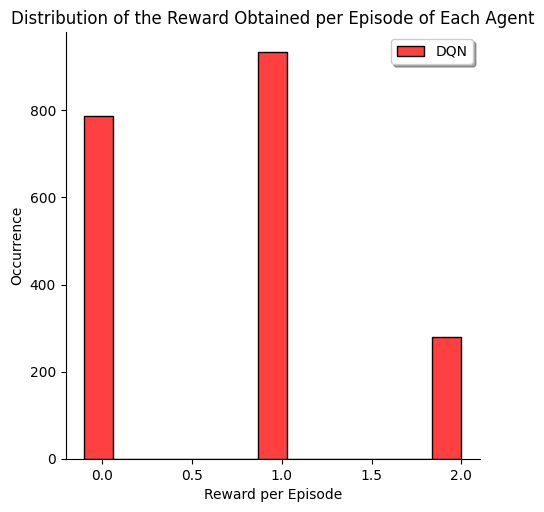 Distribution of the Reward Obtained per Episode of Each Agent
DQN
800
600
400
200
0
Occurrence
0.0
0.5
1.0
1.5
2.0
Reward per Episode